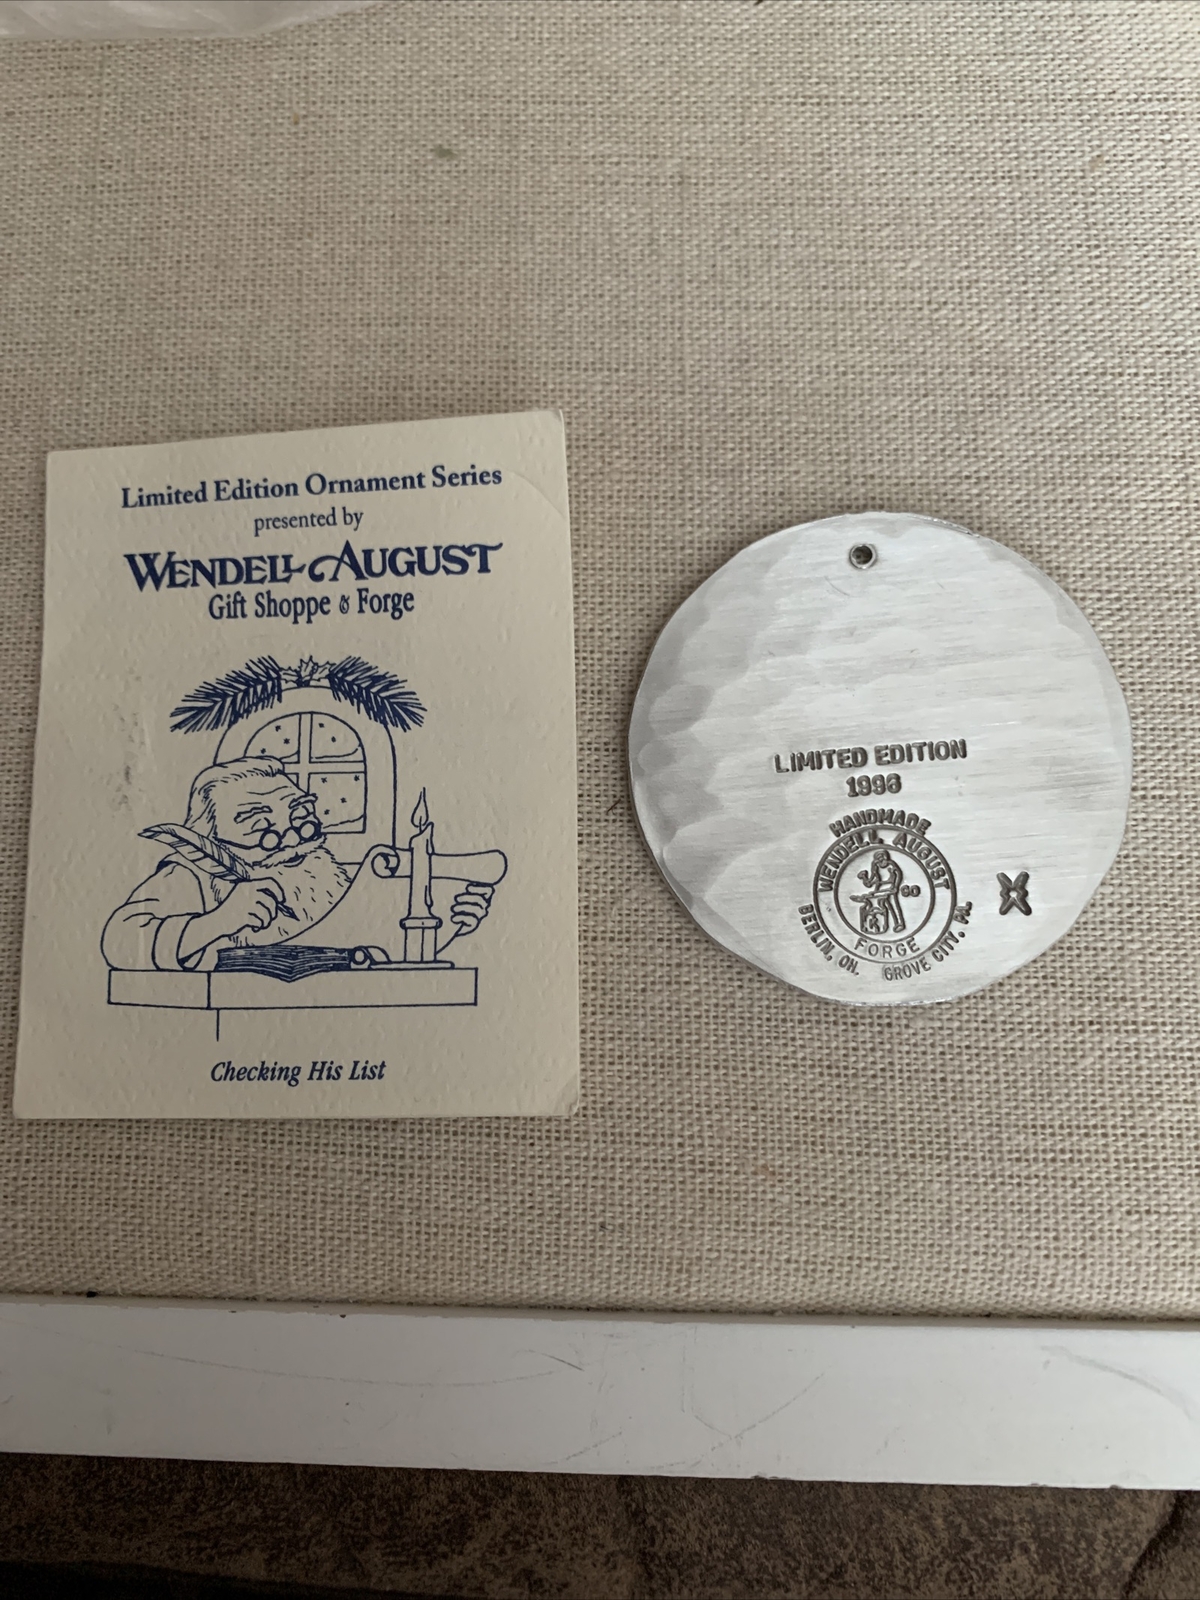 Limited Edition Ornament Series
presented by
WENDELL AUGUST
Gift Shoppe & Forge
Checking His List
LIMITED EDITION
1996
HANDMADE
WENDELL AUGUST
FORGE
BERLIN, OH. GROVE CITY, PA.